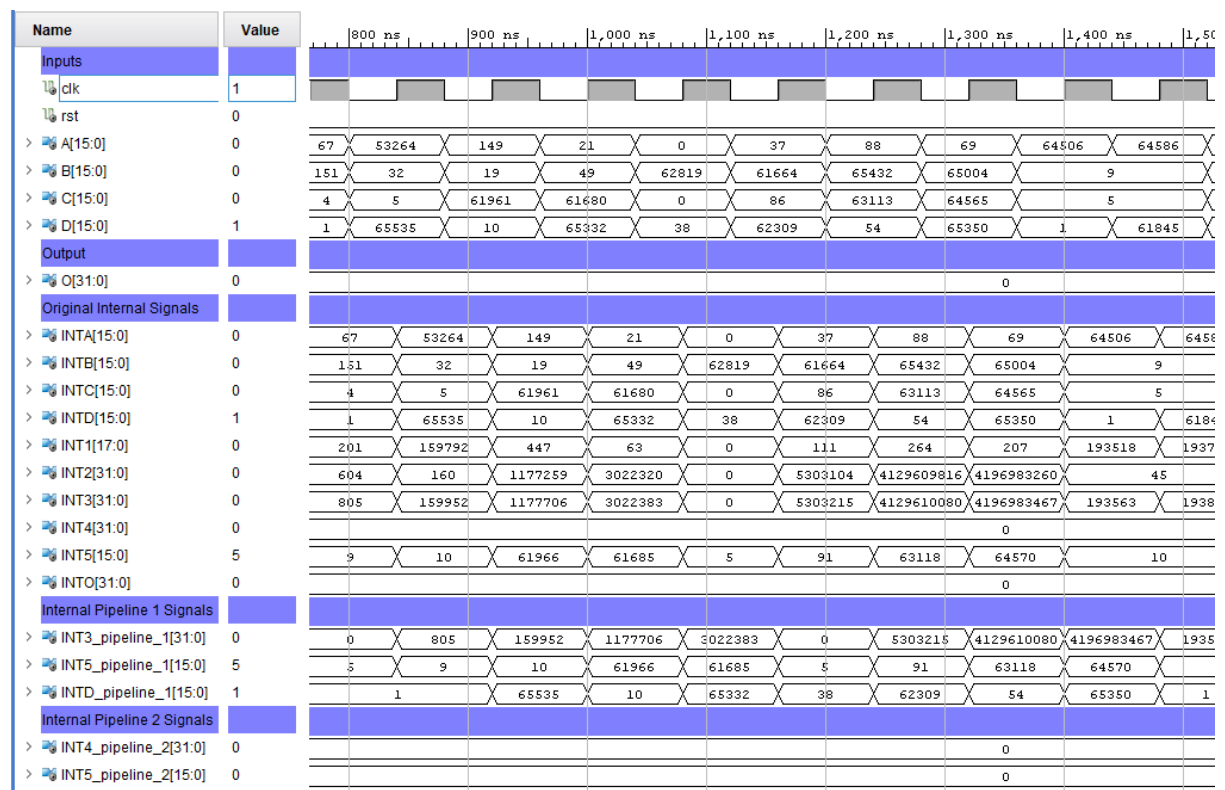 Name Value 800 ns 900 ns 1,000 ns 1,100 ns 1,200 ns 1,300 ns 1,400 ns 1,50
Inputs
clk 1
rst 0
A[15:0] 0 67 53264 149 21 0 37 88 69 64506 64586
B[15:0] 0 151 32 19 49 62819 61664 65432 65004 9
C[15:0] 0 4 5 61961 61680 0 86 63113 64565 5
D[15:0] 1 1 65535 10 65332 38 62309 54 65350 1 61845
Output
O[31:0] 0 0
Original Internal Signals
INTA[15:0] 0 67 53264 149 21 0 37 88 69 64506 6458
INTB[15:0] 0 151 32 19 49 62819 61664 65432 65004 9
INTC[15:0] 0 4 5 61961 61680 0 86 63113 64565 5
INTD[15:0] 1 1 65535 10 65332 38 62309 54 65350 1 6184
INT1[17:0] 0 201 159792 447 63 0 111 264 207 193518 1937
INT2[31:0] 0 604 160 1177259 3022320 0 5303104 4129609816 4196983260 45
INT3[31:0] 0 805 159952 1177706 3022383 0 5303215 4129610080 4196983467 193563 1938
INT4[31:0] 0 0
INT5[15:0] 5 9 10 61966 61685 5 91 63118 64570 10
INTO[31:0] 0 0
Internal Pipeline 1 Signals
INT3_pipeline_1[31:0] 0 0 805 159952 1177706 3022383 0 5303215 4129610080 4196983467 1935
INT5_pipeline_1[15:0] 5 5 9 10 61966 61685 5 91 63118 64570
INTD_pipeline_1[15:0] 1 1 65535 10 65332 38 62309 54 65350 1
Internal Pipeline 2 Signals
INT4_pipeline_2[31:0] 0 0
INT5_pipeline_2[15:0] 0 0